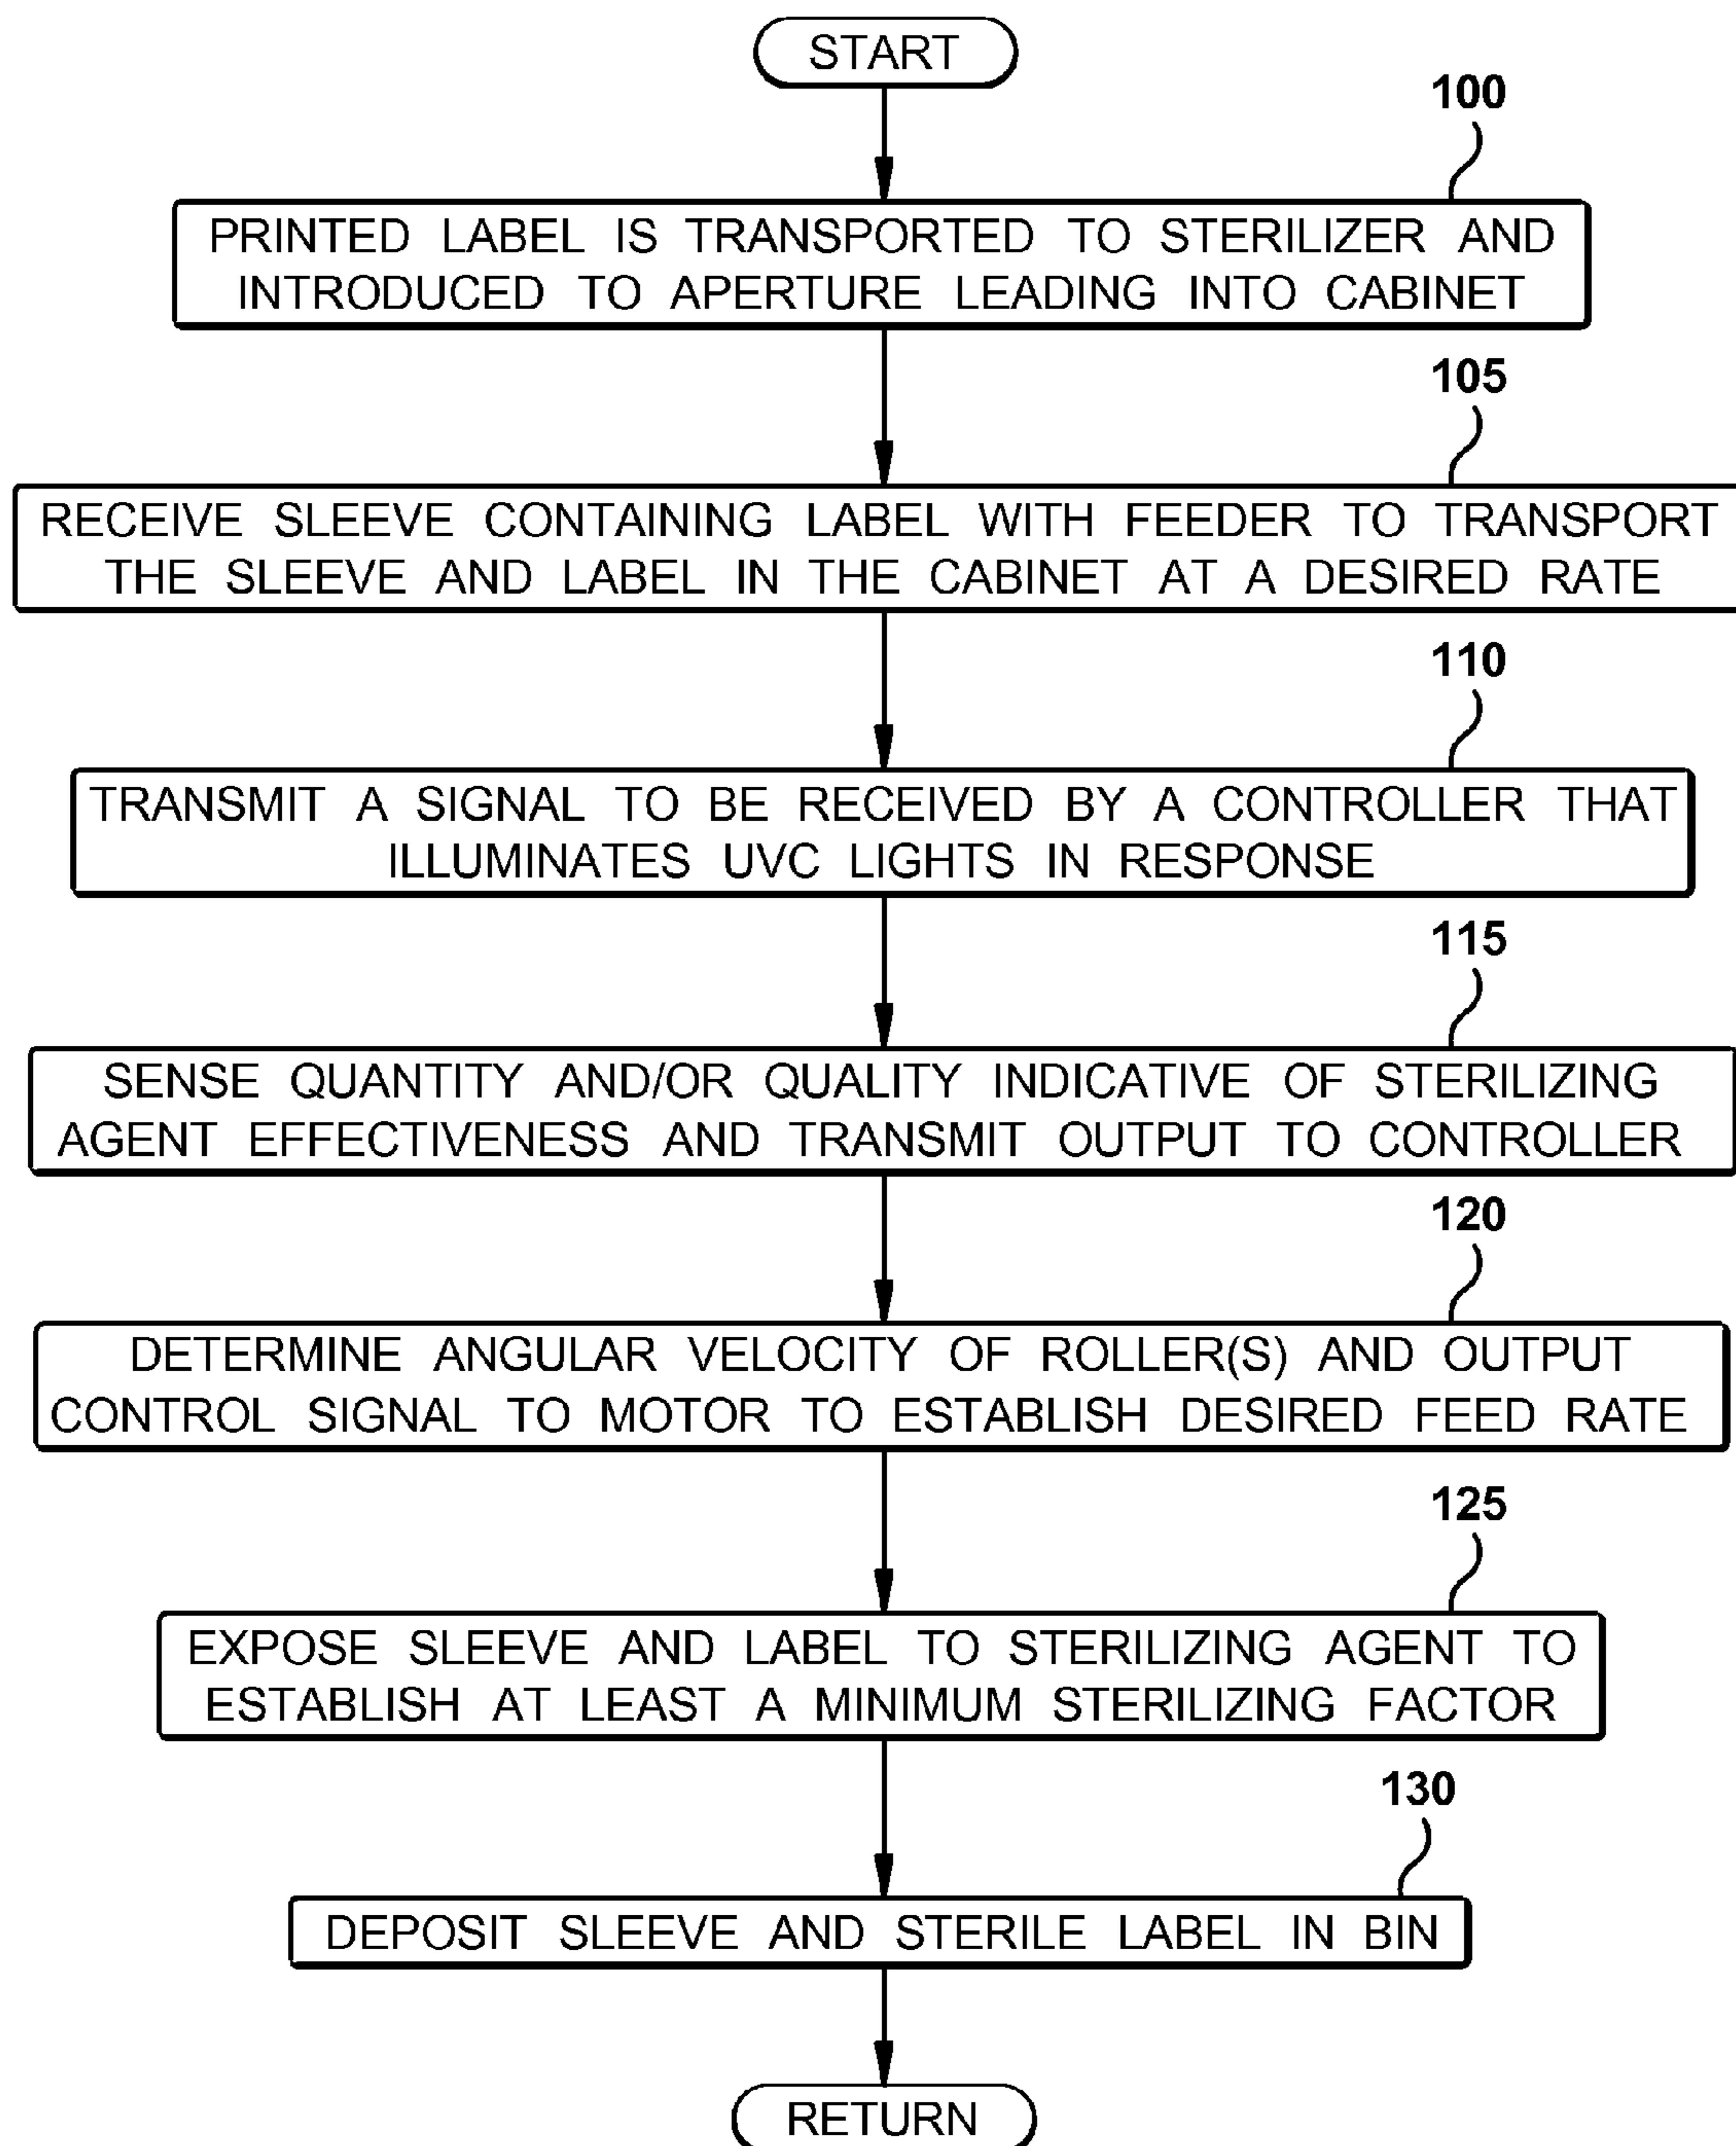 START
100
PRINTED LABEL IS TRANSPORTED TO STERILIZER AND
INTRODUCED TO APERTURE LEADING INTO CABINET
105
RECEIVE SLEEVE CONTAINING LABEL WITH FEEDER TO TRANSPORT
THE SLEEVE AND LABEL IN THE CABINET AT A DESIRED RATE
110
TRANSMIT A SIGNAL TO BE RECEIVED BY A CONTROLLER THAT
ILLUMINATES UVC LIGHTS IN RESPONSE
115
SENSE QUANTITY AND/OR QUALITY INDICATIVE OF STERILIZING
AGENT EFFECTIVENESS AND TRANSMIT OUTPUT TO CONTROLLER
120
DETERMINE ANGULAR VELOCITY OF ROLLER(S) AND OUTPUT
CONTROL SIGNAL TO MOTOR TO ESTABLISH DESIRED FEED RATE
125
EXPOSE SLEEVE AND LABEL TO STERILIZING AGENT TO
ESTABLISH AT LEAST A MINIMUM STERILIZING FACTOR
130
DEPOSIT SLEEVE AND STERILE LABEL IN BIN
RETURN